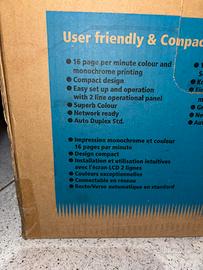 User friendly & Compac
● 16 page per minute colour and
monochrome printing
● Compact design
● Easy set up and operation
with 2 line operational panel
● Superb Colour
● Network ready
● Auto Duplex Std.
● Impression monochrome et couleur
16 pages par minute
● Design compact
● Installation et utilisation intuitives
avec l'écran LCD 2 lignes
● Couleurs exceptionnelles
● Connectable en réseau
● Recto/Verso automatique en standard